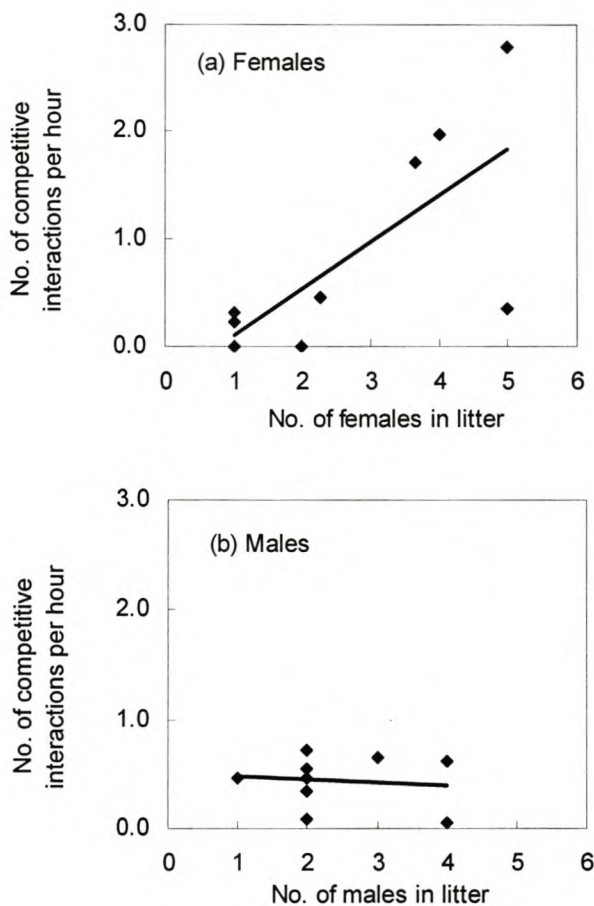 No. of competitive
interactions per hour
3.0
2.0
1.0
0.0
(a) Females
0 1 2 3 4 5 6
No. of females in litter
No. of competitive
interactions per hour
3.0
2.0
1.0
0.0
(b) Males
0 1 2 3 4 5 6
No. of males in litter